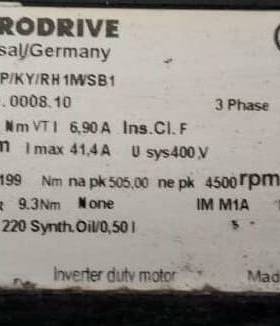 RODRIVE
sal/Germany
P/KY/RH1M/SB1
.0008.10 3 Phase
Nm VT I 6,90 A Ins.Cl. F
m I max 41,4A U sys 400 V
199 Nm na pk 505,00 ne pk 4500 rpm
9.3Nm None IM M1A
220 Synth.Oil/0,50 l 5
Inverter duty motor Mad